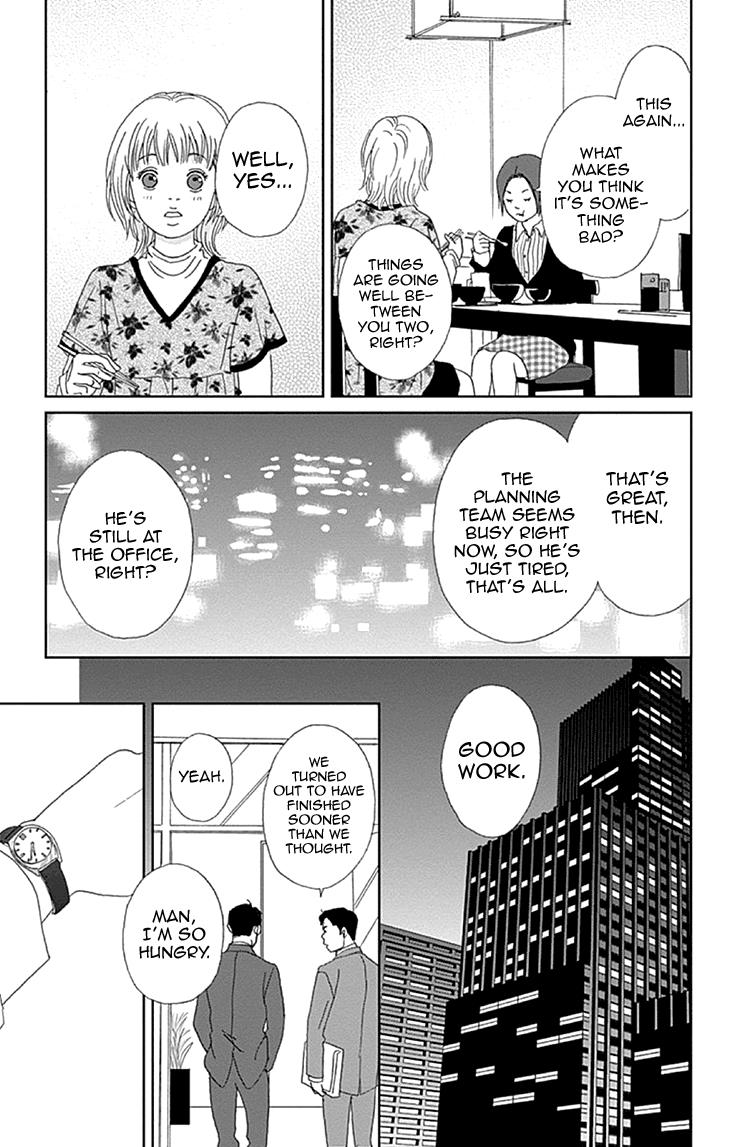 THIS
AGAIN...
WHAT
MAKES
YOU THINK
IT'S SOME-
THING
BAD?
THINGS
ARE GOING
WELL BE-
TWEEN
YOU TWO,
RIGHT?
WELL,
YES...
THAT'S
GREAT,
THEN.
THE
PLANNING
TEAM SEEMS
BUSY RIGHT
NOW, SO HE'S
JUST TIRED,
THAT'S ALL.
HE'S
STILL AT
THE OFFICE,
RIGHT?
GOOD
WORK.
WE
TURNED
OUT TO HAVE
FINISHED
SOONER
THAN WE
THOUGHT.
YEAH.
MAN,
I'M SO
HUNGRY.